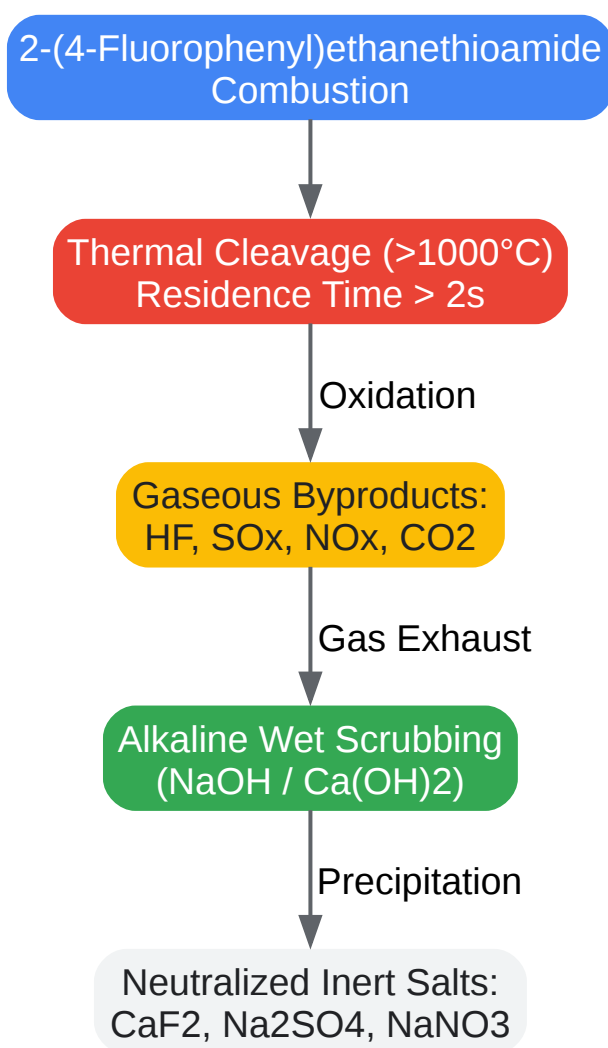 2-(4-Fluorophenyl)ethanethioamide
Combustion
Thermal Cleavage (>1000°C)
Residence Time > 2s
Oxidation
Gaseous Byproducts:
HF, SOx, NOx, CO2
Gas Exhaust
Alkaline Wet Scrubbing
(NaOH / Ca(OH)2)
Precipitation
Neutralized Inert Salts:
CaF2, Na2SO4, NaNO3